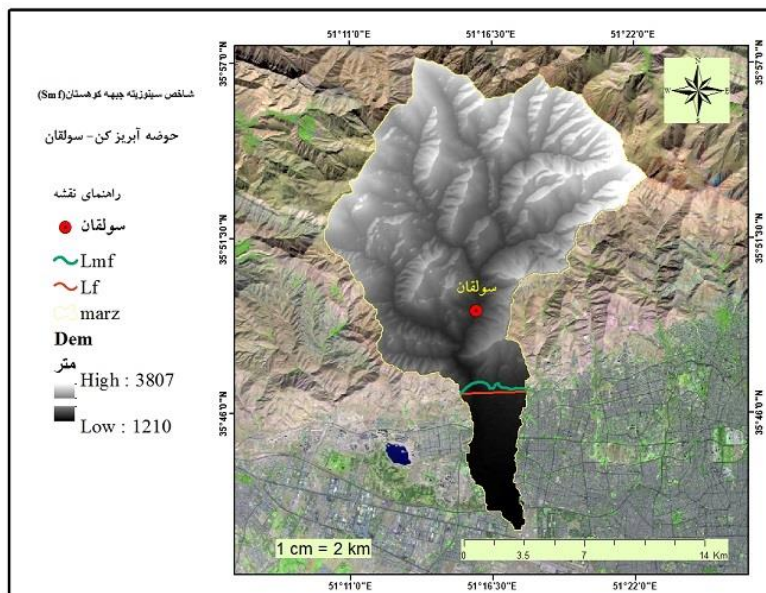 شاخص سینوزیته جبهه کوهستان(Smf)
حوضه آبریز کن- سولقان
راهنمای نقشه
سولقان
Lmf
Lf
marz
Dem
متر
High : 3807
Low : 1210
51°11'0"E
51°16'30"E
51°22'0"E
35°57'0"N
35°57'0"N
35°51'30"N
35°51'30"N
35°46'0"N
35°46'0"N
N
W
E
S
سولقان
1 cm = 2 km
0
3.5
7
14 Km
51°11'0"E
51°16'30"E
51°22'0"E